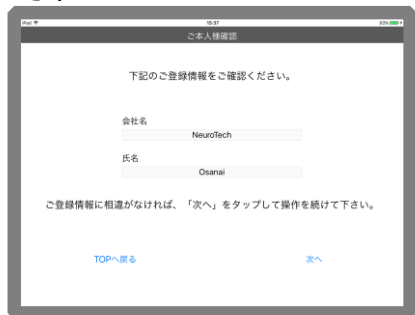 iPad 15:37 93%
ご本人様確認
下記のご登録情報をご確認ください。
会社名
NeuroTech
氏名
Osanai
ご登録情報に相違がなければ、「次へ」をタップして操作を続けて下さい。
TOPへ戻る 次へ